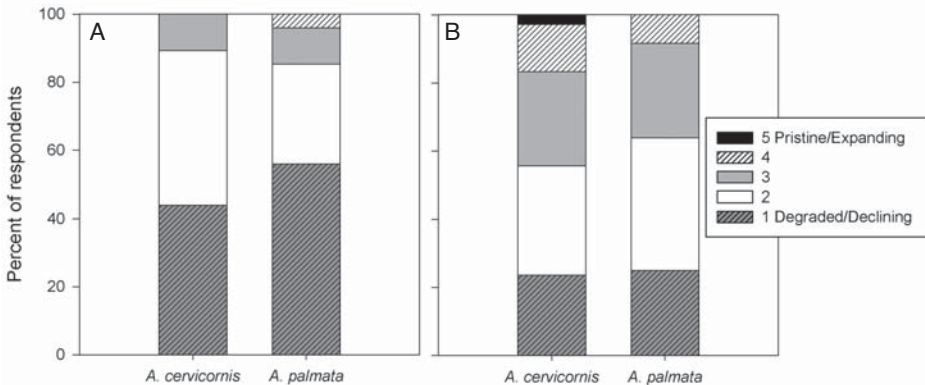 A
B
Percent of respondents
100
80
60
40
20
0
5 Pristine/Expanding
4
3
2
1 Degraded/Declining
A. cervicornis
A. palmata
A. cervicornis
A. palmata